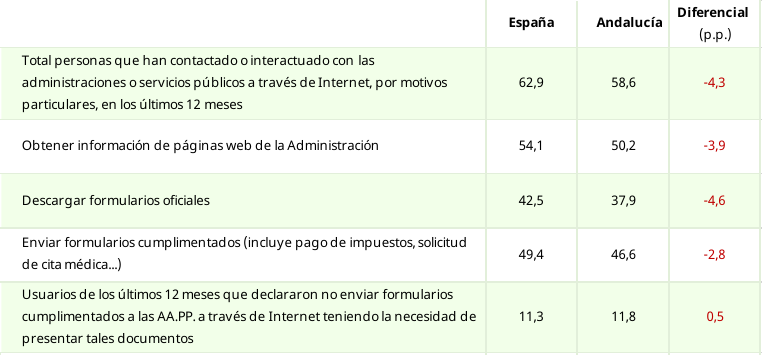 España Andalucía Diferencial
(p.p.)
Total personas que han contactado o interactuado con las
administraciones o servicios públicos a través de Internet, por motivos
particulares, en los últimos 12 meses
62,9 58,6 -4,3
Obtener información de páginas web de la Administración 54,1 50,2 -3,9
Descargar formularios oficiales 42,5 37,9 -4,6
Enviar formularios cumplimentados (incluye pago de impuestos, solicitud
de cita médica...)
49,4 46,6 -2,8
Usuarios de los últimos 12 meses que declararon no enviar formularios
cumplimentados a las AA.PP. a través de Internet teniendo la necesidad de
presentar tales documentos
11,3 11,8 0,5